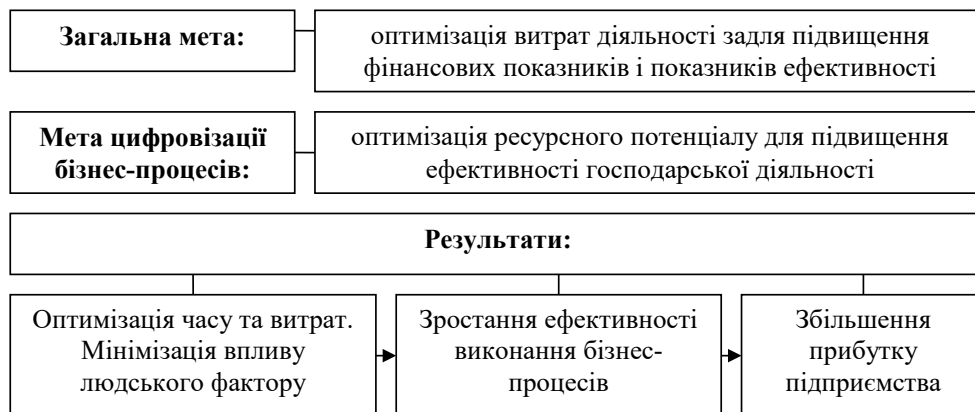 Загальна мета:
оптимізація витрат діяльності задля підвищення
фінансових показників і показників ефективності
Мета цифровізації
бізнес-процесів:
оптимізація ресурсного потенціалу для підвищення
ефективності господарської діяльності
Результати:
Оптимізація часу та витрат.
Мінімізація впливу
людського фактору
Зростання ефективності
виконання бізнес-
процесів
Збільшення
прибутку
підприємства